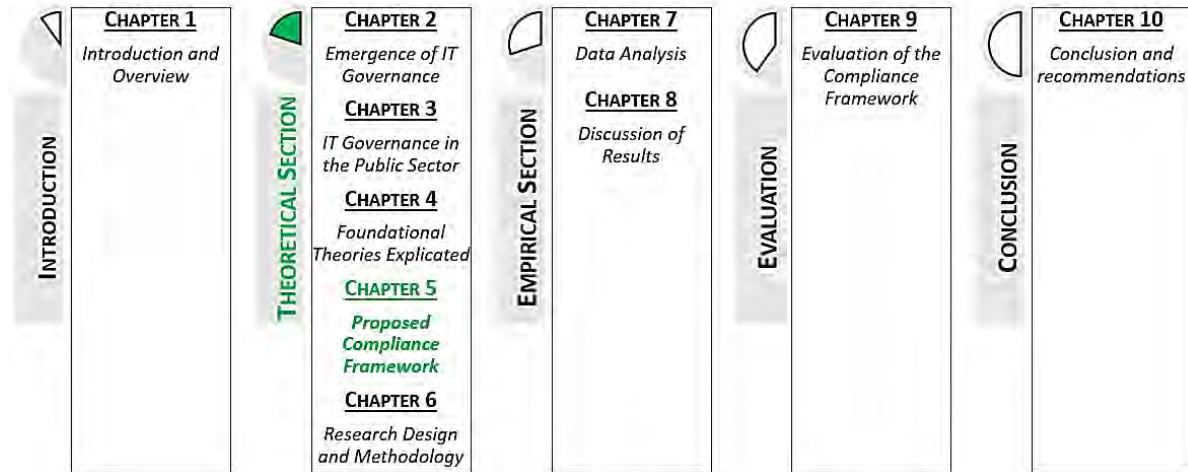 INTRODUCTION
CHAPTER 1
Introduction and
Overview
THEORETICAL SECTION
CHAPTER 2
Emergence of IT
Governance
CHAPTER 3
IT Governance in
the Public Sector
CHAPTER 4
Foundational
Theories Explicated
CHAPTER 5
Proposed
Compliance
Framework
CHAPTER 6
Research Design
and Methodology
EMPIRICAL SECTION
CHAPTER 7
Data Analysis
CHAPTER 8
Discussion of
Results
EVALUATION
CHAPTER 9
Evaluation of the
Compliance
Framework
CONCLUSION
CHAPTER 10
Conclusion and
recommendations